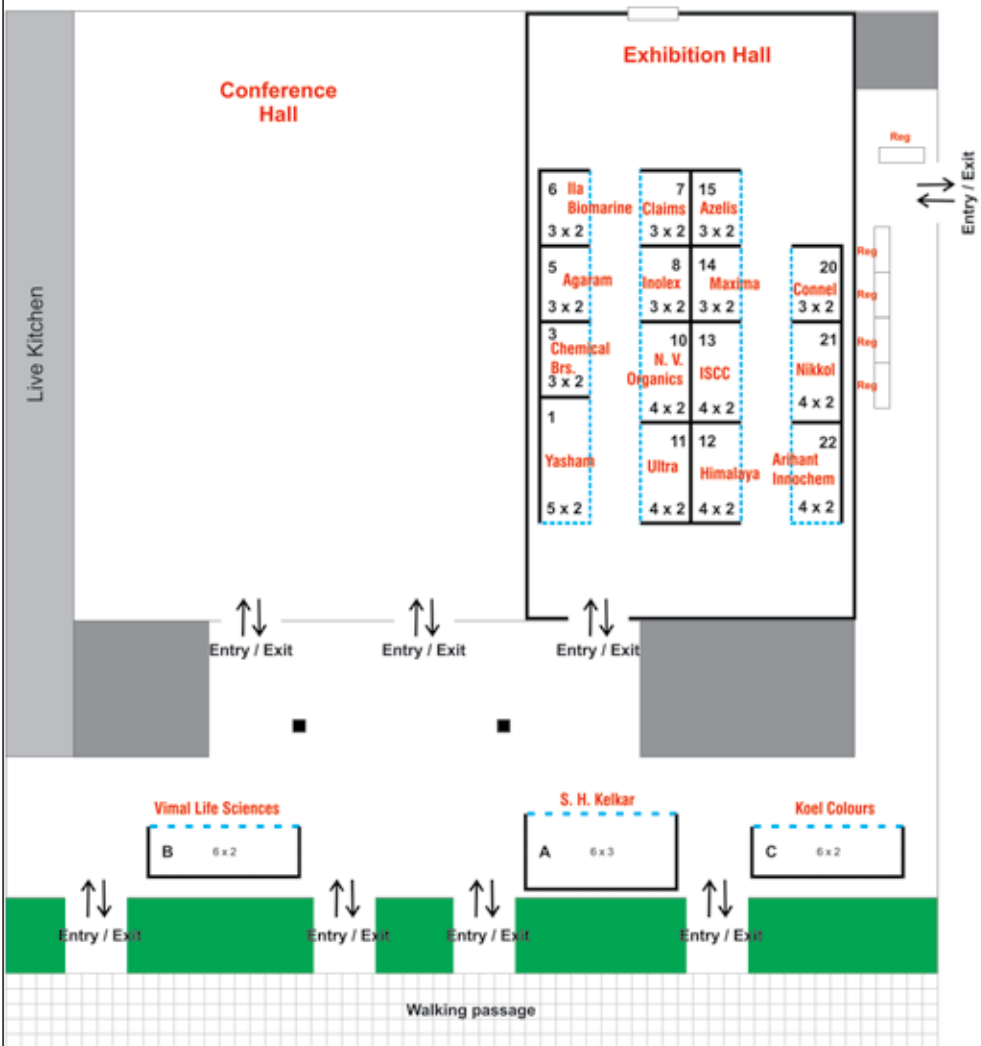 Exhibition Hall
Conference
Hall
Reg
Entry / Exit
Live Kitchen
6 Ila
Biomarine
3 x 2
7
Claims
3 x 2
15
Azelis
3 x 2
5
Agaram
3 x 2
8
Inolex
3 x 2
14
Maxima
3 x 2
20
Connel
3 x 2
Reg
Reg
Reg
Reg
3
Chemical
Brs.
3 x 2
10
N. V.
Organics
4 x 2
13
ISCC
4 x 2
21
Nikkol
4 x 2
1
Yasham
5 x 2
11
Ultra
4 x 2
12
Himalaya
4 x 2
22
Arihant
Innochem
4 x 2
Entry / Exit
Entry / Exit
Entry / Exit
Vimal Life Sciences
B 6 x 2
S. H. Kelkar
A 6 x 3
Koel Colours
C 6 x 2
Entry / Exit
Entry / Exit
Entry / Exit
Entry / Exit
Walking passage